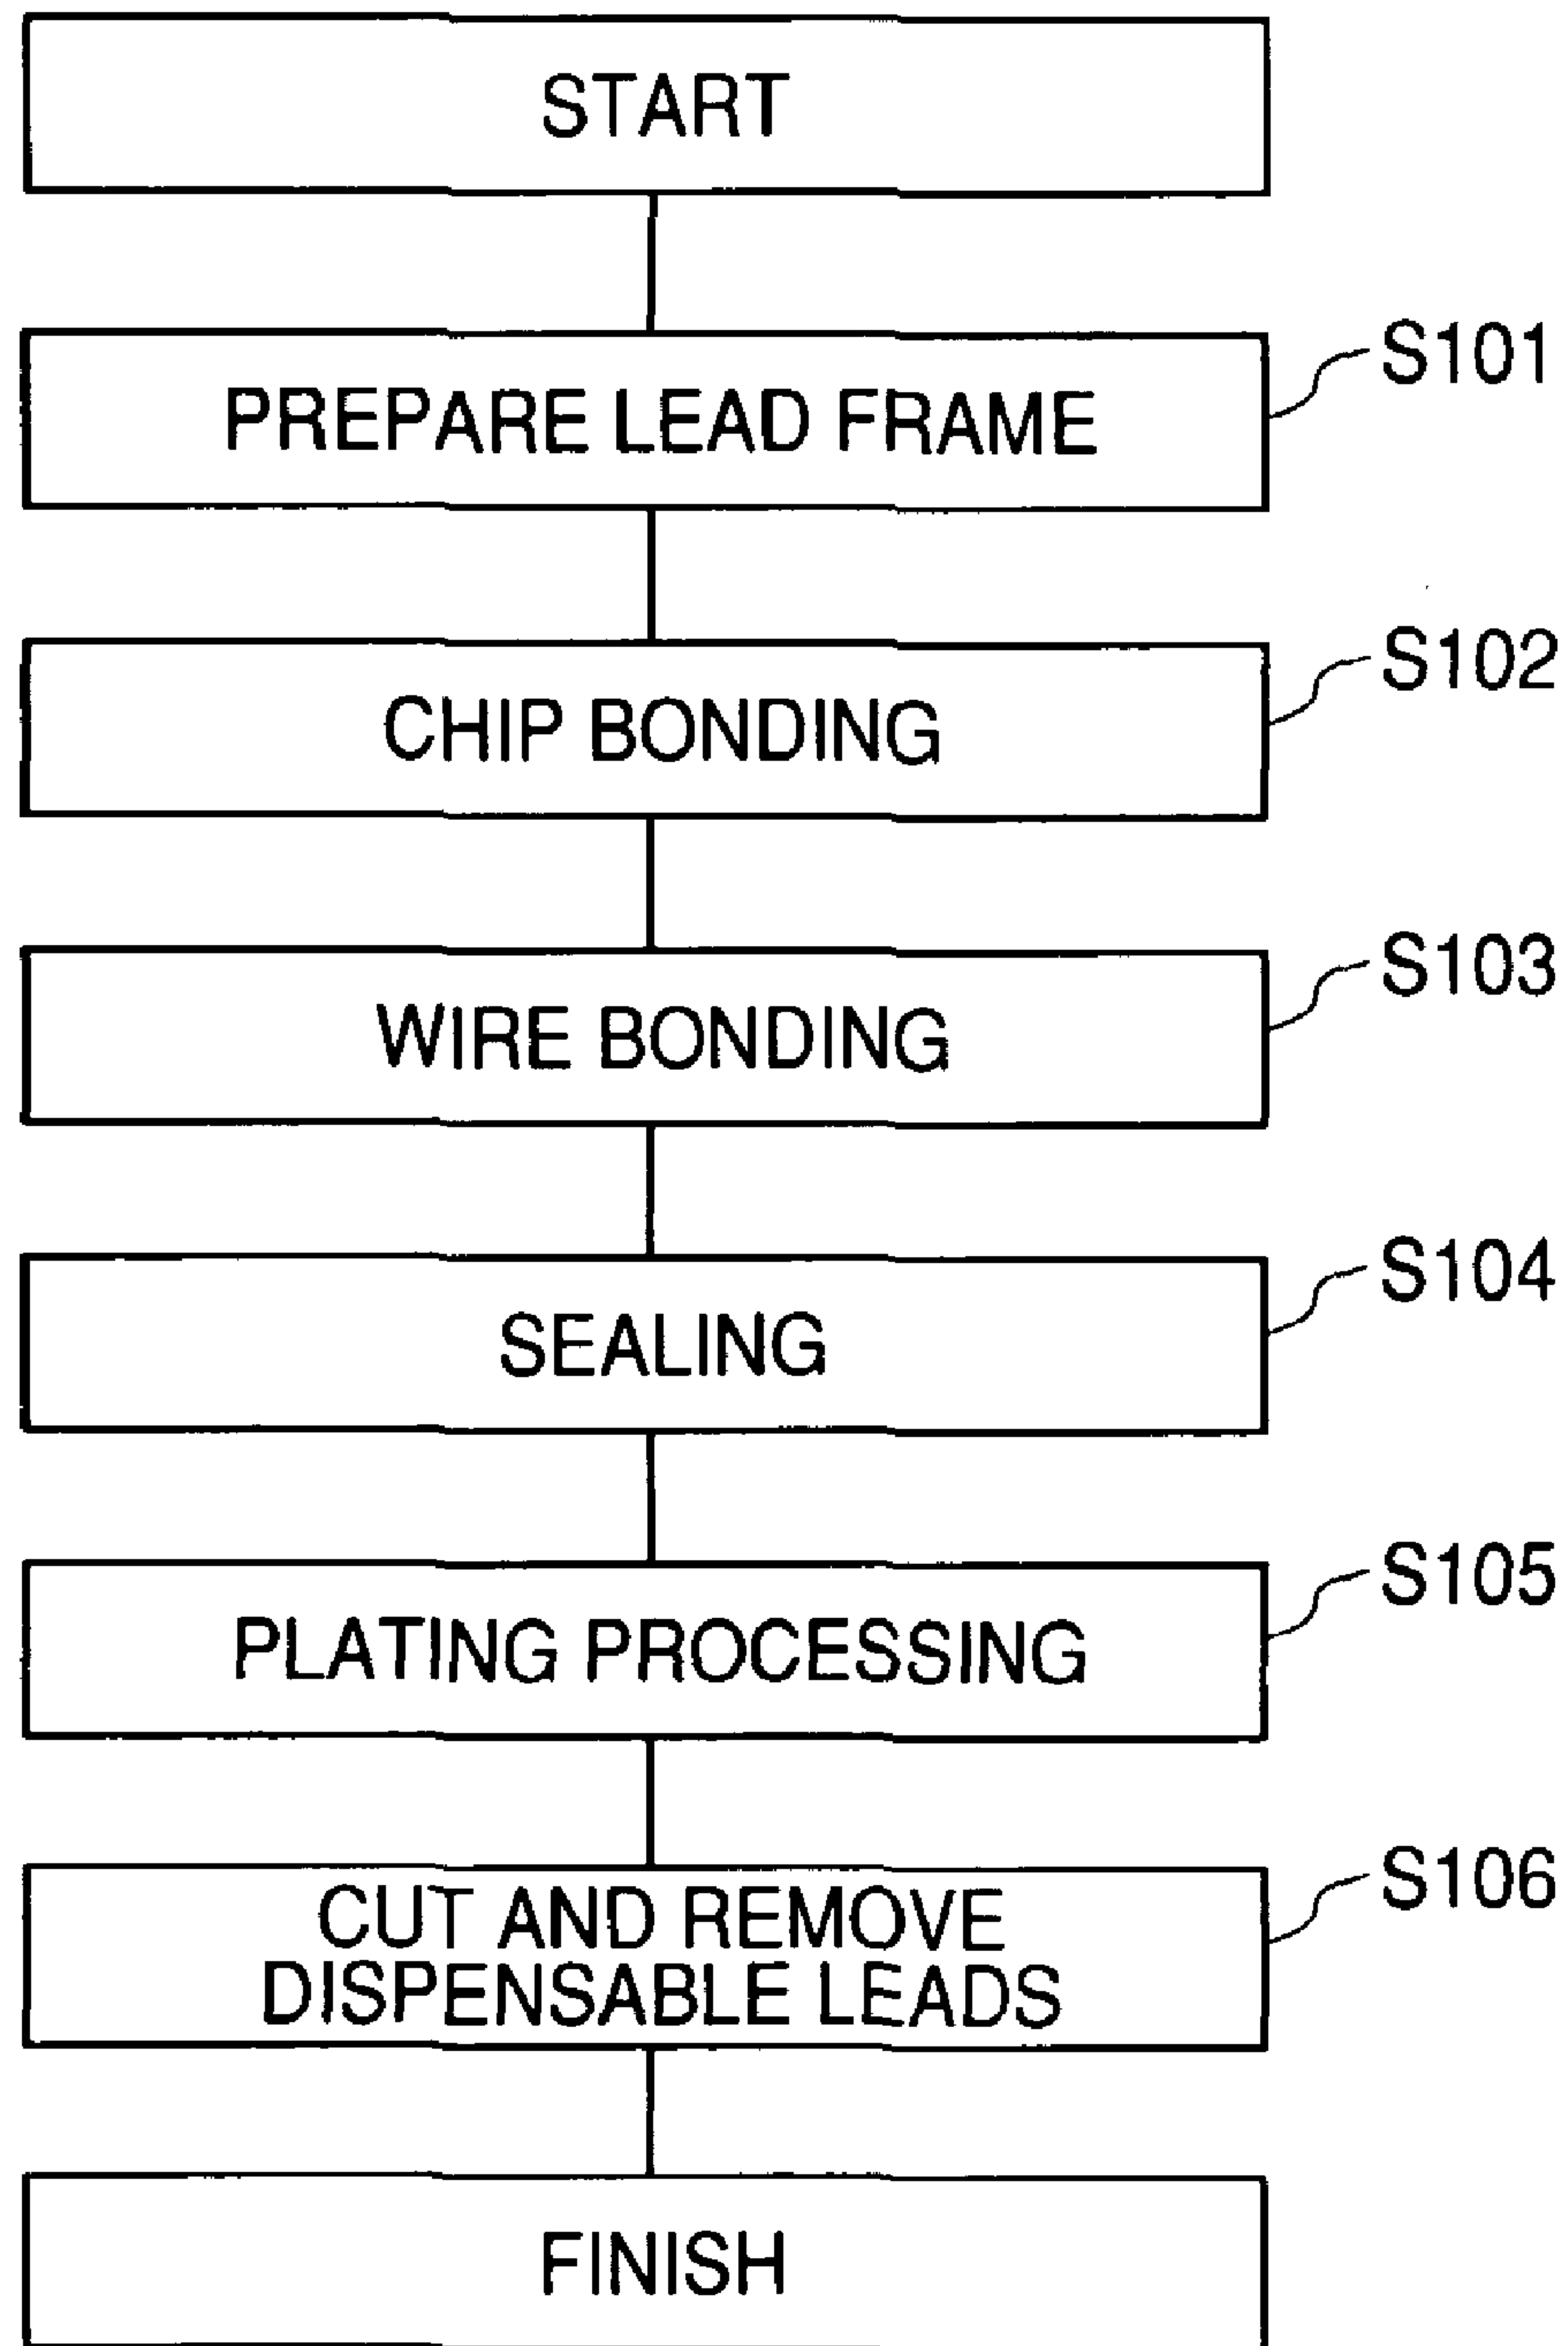 START
PREPARE LEAD FRAME
S101
CHIP BONDING
S102
WIRE BONDING
S103
SEALING
S104
PLATING PROCESSING
S105
CUT AND REMOVE
DISPENSABLE LEADS
S106
FINISH